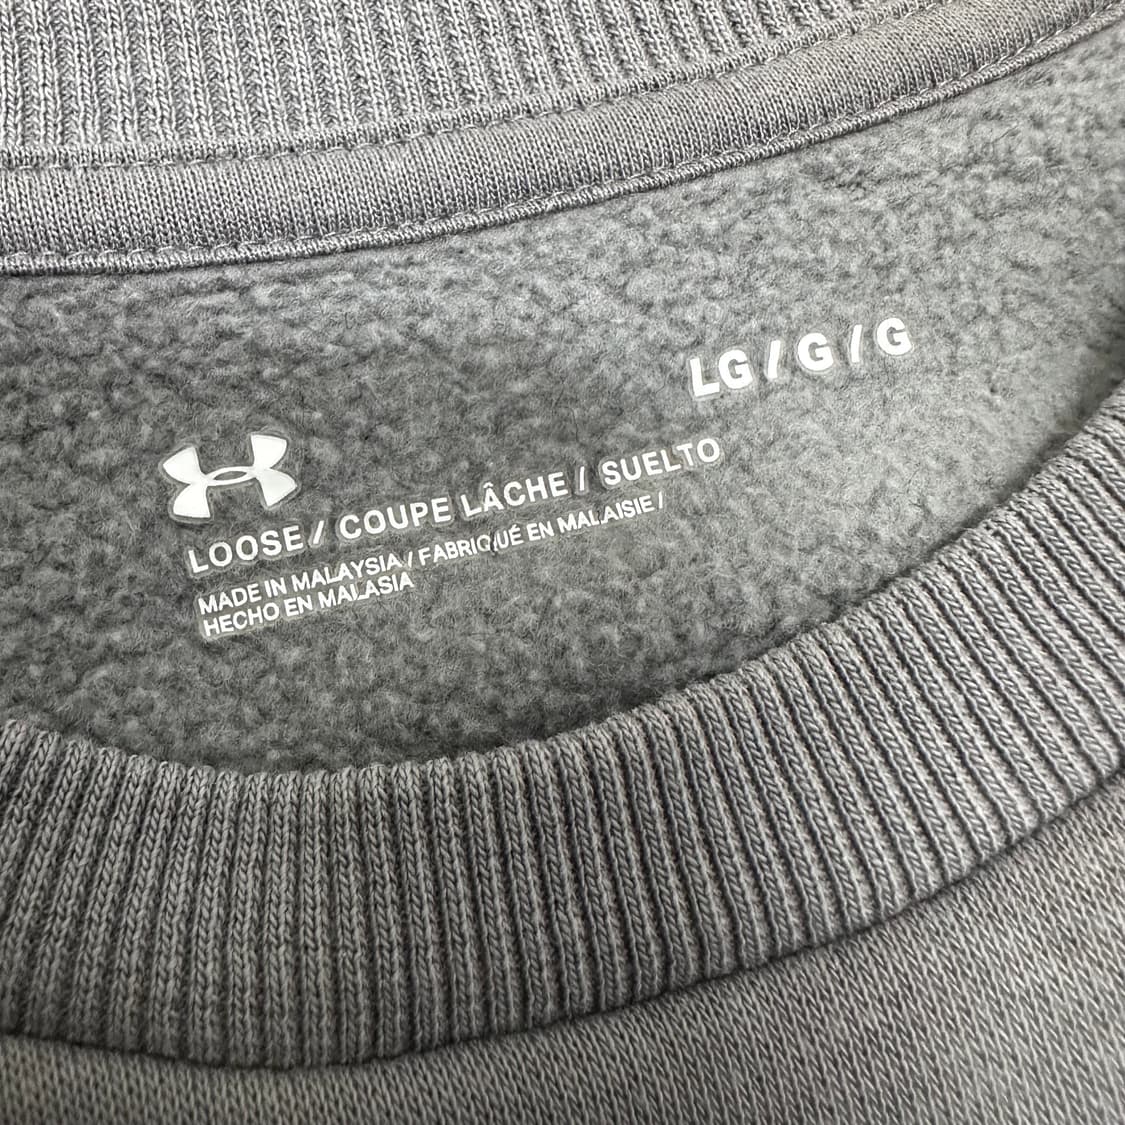 LG / G / G
LOOSE / COUPE LÂCHE / SUELTO
MADE IN MALAYSIA / FABRIQUÉ EN MALAISIE /
HECHO EN MALASIA